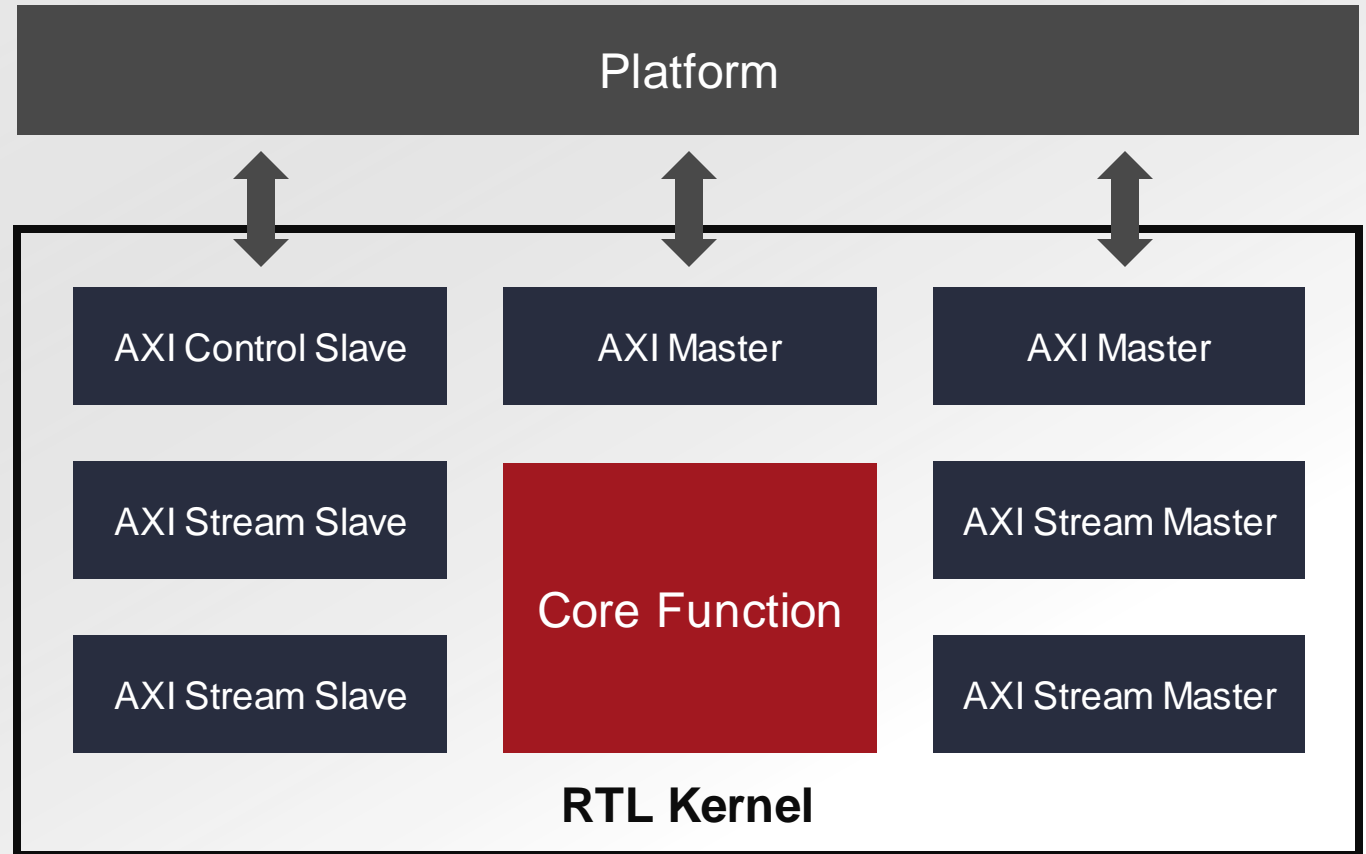 Platform
AXI Control Slave
AXI Master
AXI Master
AXI Stream Slave
AXI Stream Master
Core Function
AXI Stream Slave
AXI Stream Master
RTL Kernel